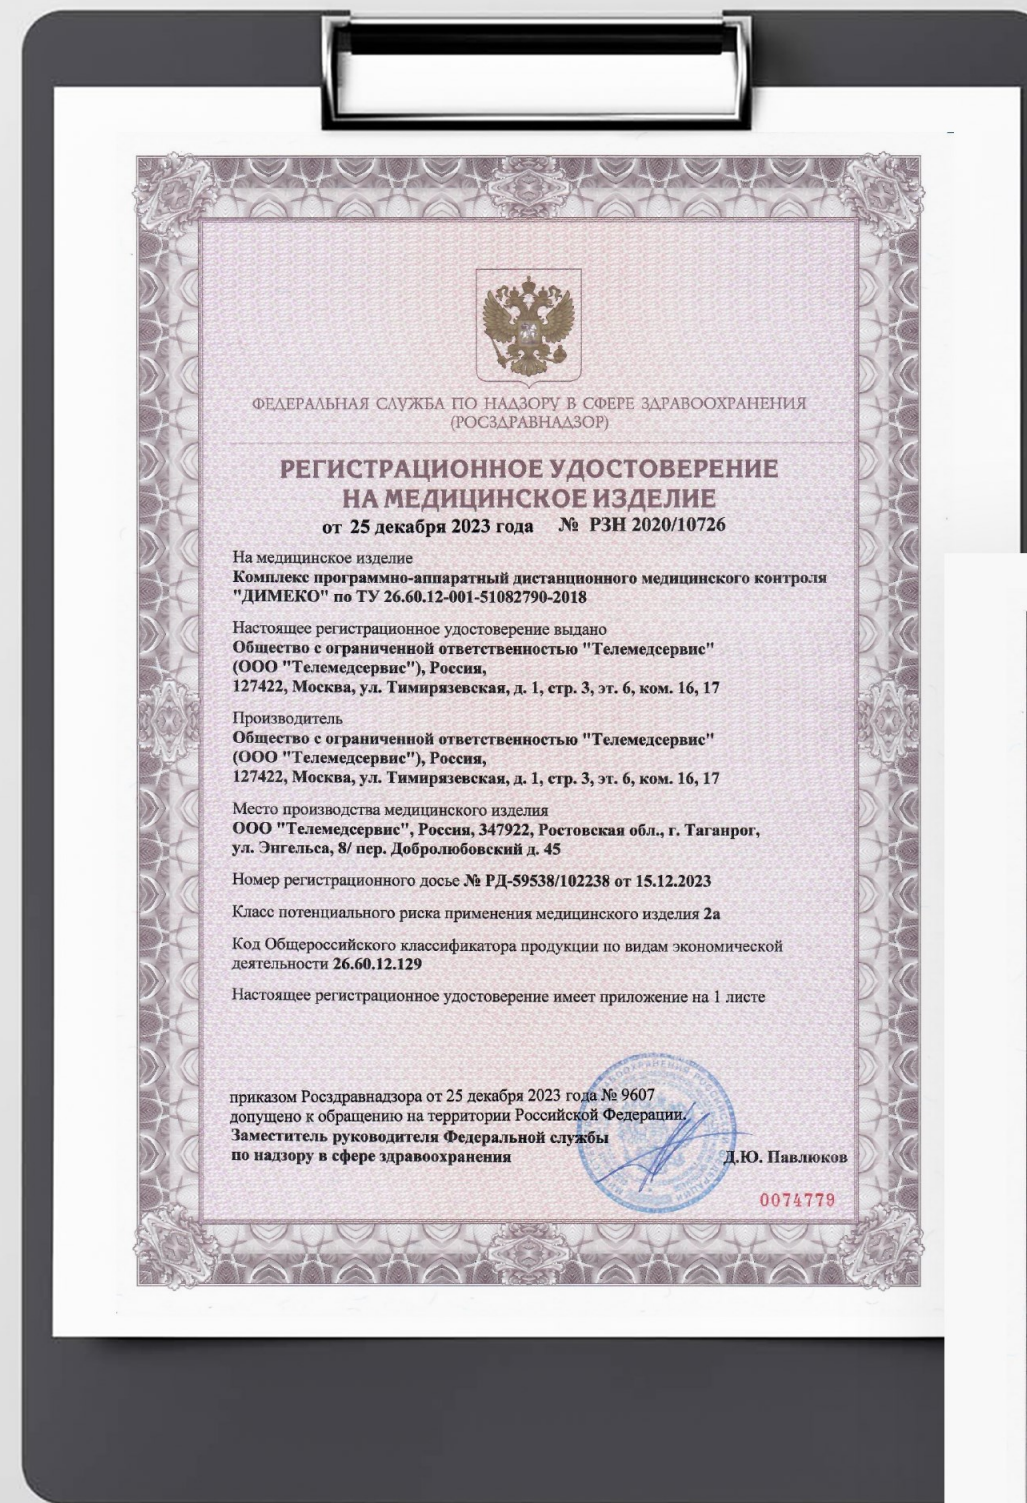 ФЕДЕРАЛЬНАЯ СЛУЖБА ПО НАДЗОРУ В СФЕРЕ ЗДРАВООХРАНЕНИЯ
(РОСЗДРАВНАДЗОР)
РЕГИСТРАЦИОННОЕ УДОСТОВЕРЕНИЕ
НА МЕДИЦИНСКОЕ ИЗДЕЛИЕ
от 25 декабря 2023 года № РЗН 2020/10726
На медицинское изделие
Комплекс программно-аппаратный дистанционного медицинского контроля
"ДИМЕКО" по ТУ 26.60.12-001-51082790-2018
Настоящее регистрационное удостоверение выдано
Общество с ограниченной ответственностью "Телемедсервис"
(ООО "Телемедсервис"), Россия,
127422, Москва, ул. Тимирязевская, д. 1, стр. 3, эт. 6, ком. 16, 17
Производитель
Общество с ограниченной ответственностью "Телемедсервис"
(ООО "Телемедсервис"), Россия,
127422, Москва, ул. Тимирязевская, д. 1, стр. 3, эт. 6, ком. 16, 17
Место производства медицинского изделия
ООО "Телемедсервис", Россия, 347922, Ростовская обл., г. Таганрог,
ул. Энгельса, 8/ пер. Добролюбовский д. 45
Номер регистрационного досье № РД-59538/102238 от 15.12.2023
Класс потенциального риска применения медицинского изделия 2а
Код Общероссийского классификатора продукции по видам экономической
деятельности 26.60.12.129
Настоящее регистрационное удостоверение имеет приложение на 1 листе
приказом Росздравнадзора от 25 декабря 2023 года № 9607
допущено к обращению на территории Российской Федерации.
Заместитель руководителя Федеральной службы
по надзору в сфере здравоохранения Д.Ю. Павлюков
0074779